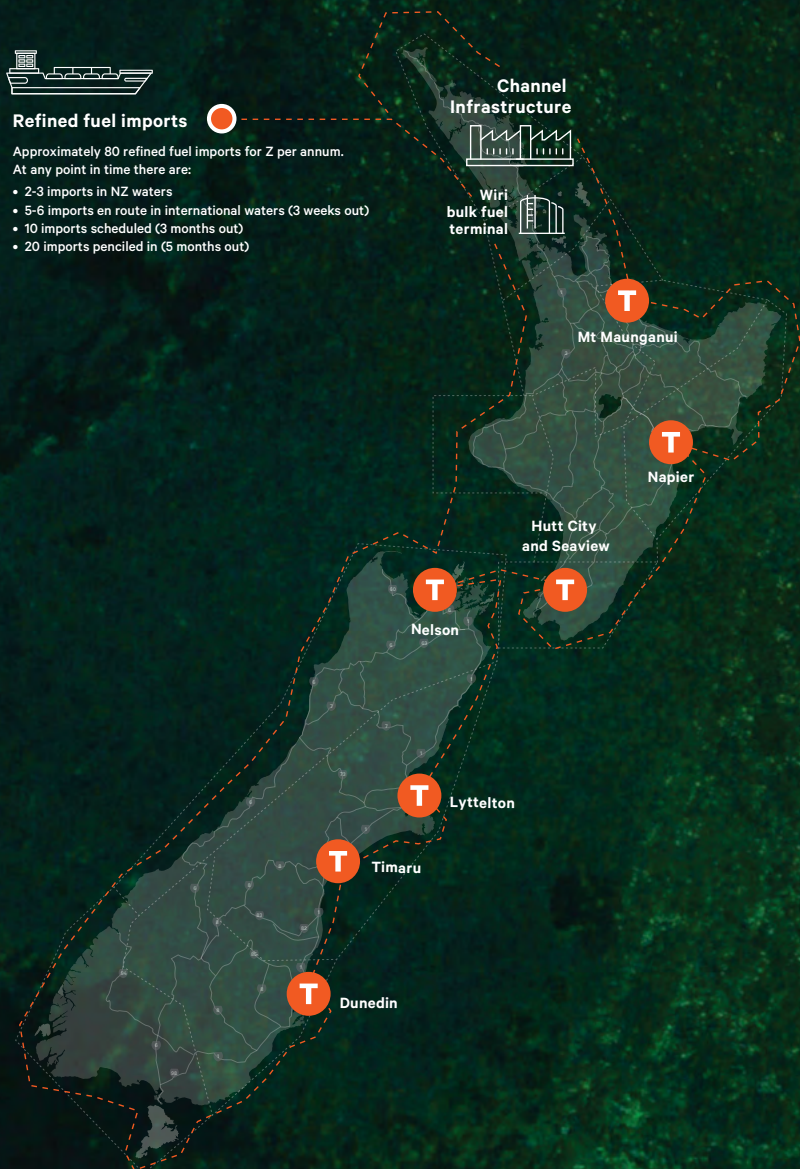 Refined fuel imports
Approximately 80 refined fuel imports for Z per annum.
At any point in time there are:
• 2-3 imports in NZ waters
• 5-6 imports en route in international waters (3 weeks out)
• 10 imports scheduled (3 months out)
• 20 imports penciled in (5 months out)
Channel
Infrastructure
Wiri
bulk fuel
terminal
T
Mt Maunganui
T
Napier
Hutt City
and Seaview
T
T
Nelson
T
Lyttelton
T
Timaru
T
Dunedin